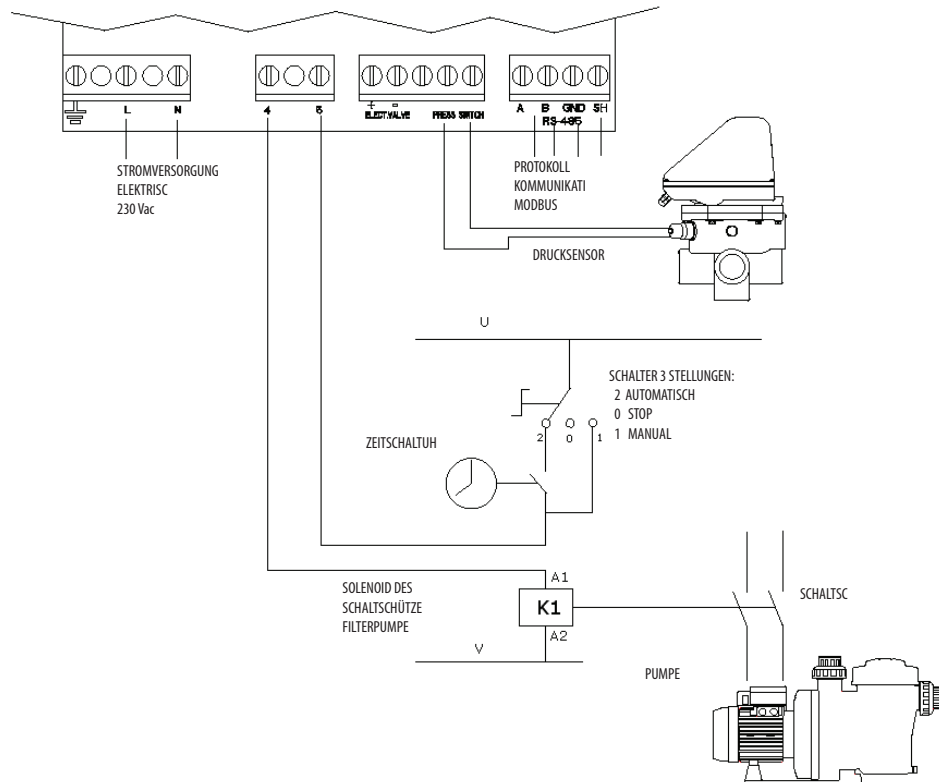 L N 4 5 + - A B GND SH
ELECT.VALVE PRESS SWITCH RS-485
STROMVERSORGUNG
ELEKTRISC
230 Vac
PROTOKOLL
KOMMUNIKATI
MODBUS
DRUCKSENSOR
U
SCHALTER 3 STELLUNGEN:
2 AUTOMATISCH
0 STOP
1 MANUAL
2 0 1
ZEITSCHALTUH
A1
SOLENOID DES
SCHALTSCHÜTZE
FILTERPUMPE
K1
SCHALTSC
A2
V
PUMPE